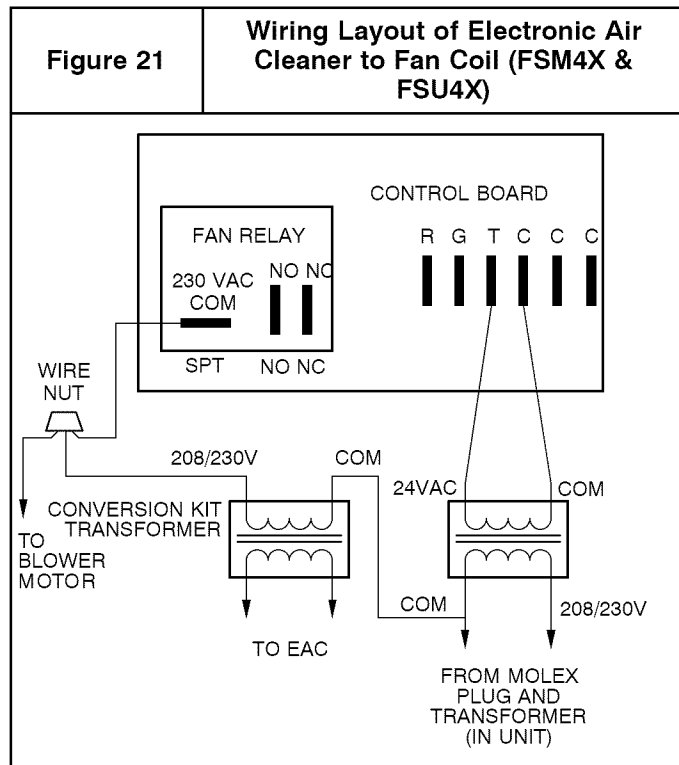 Figure 21
Wiring Layout of Electronic Air
Cleaner to Fan Coil (FSM4X &
FSU4X)
CONTROL BOARD
FAN RELAY
R G T C C C
230 VAC
COM
NO NC
SPT
NO NC
WIRE
NUT
208/230V
COM
24VAC
COM
CONVERSION KIT
TRANSFORMER
TO
BLOWER
MOTOR
COM
208/230V
TO EAC
FROM MOLEX
PLUG AND
TRANSFORMER
(IN UNIT)